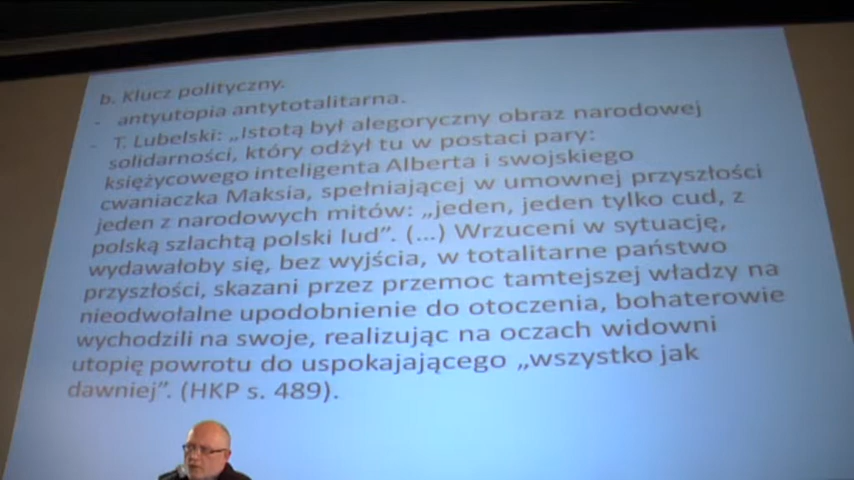 b. Klucz polityczny.
- antyutopia antytotalitarna.
- T. Lubelski: „Istotą był alegoryczny obraz narodowej
solidarności, który odżył tu w postaci pary:
księżycowego inteligenta Alberta i swojskiego
cwaniaczka Maksia, spełniającej w umownej przyszłości
jeden z narodowych mitów: „jeden, jeden tylko cud, z
polską szlachtą polski lud”. (...) Wrzuceni w sytuację,
wydawałoby się, bez wyjścia, w totalitarne państwo
przyszłości, skazani przez przemoc tamtejszej władzy na
nieodwołalne upodobnienie do otoczenia, bohaterowie
wychodzili na swoje, realizując na oczach widowni
utopię powrotu do uspokajającego „wszystko jak
dawniej”. (HKP s. 489).